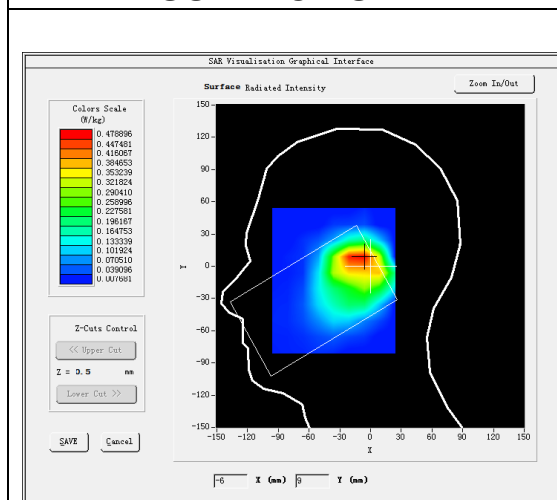 SAR Visualisation Graphical Interface
Surface Radiated Intensity
Zoom In/Out
Colors Scale
(W/kg)
0.478896
0.447481
0.416067
0.384653
0.353239
0.321824
0.290410
0.258996
0.227581
0.196167
0.164753
0.133339
0.101924
0.070510
0.039096
0.007681
150
120
90
60
30
0
-30
-60
-90
-120
-150
Y
-150 -120 -90 -60 -30 0 30 60 90 120 150
X
Z-Cuts Control
<< Upper Cut
Z = 3.5 mm
Lower Cut >>
SAVE Cancel
-6 X (mm) 9 Y (mm)